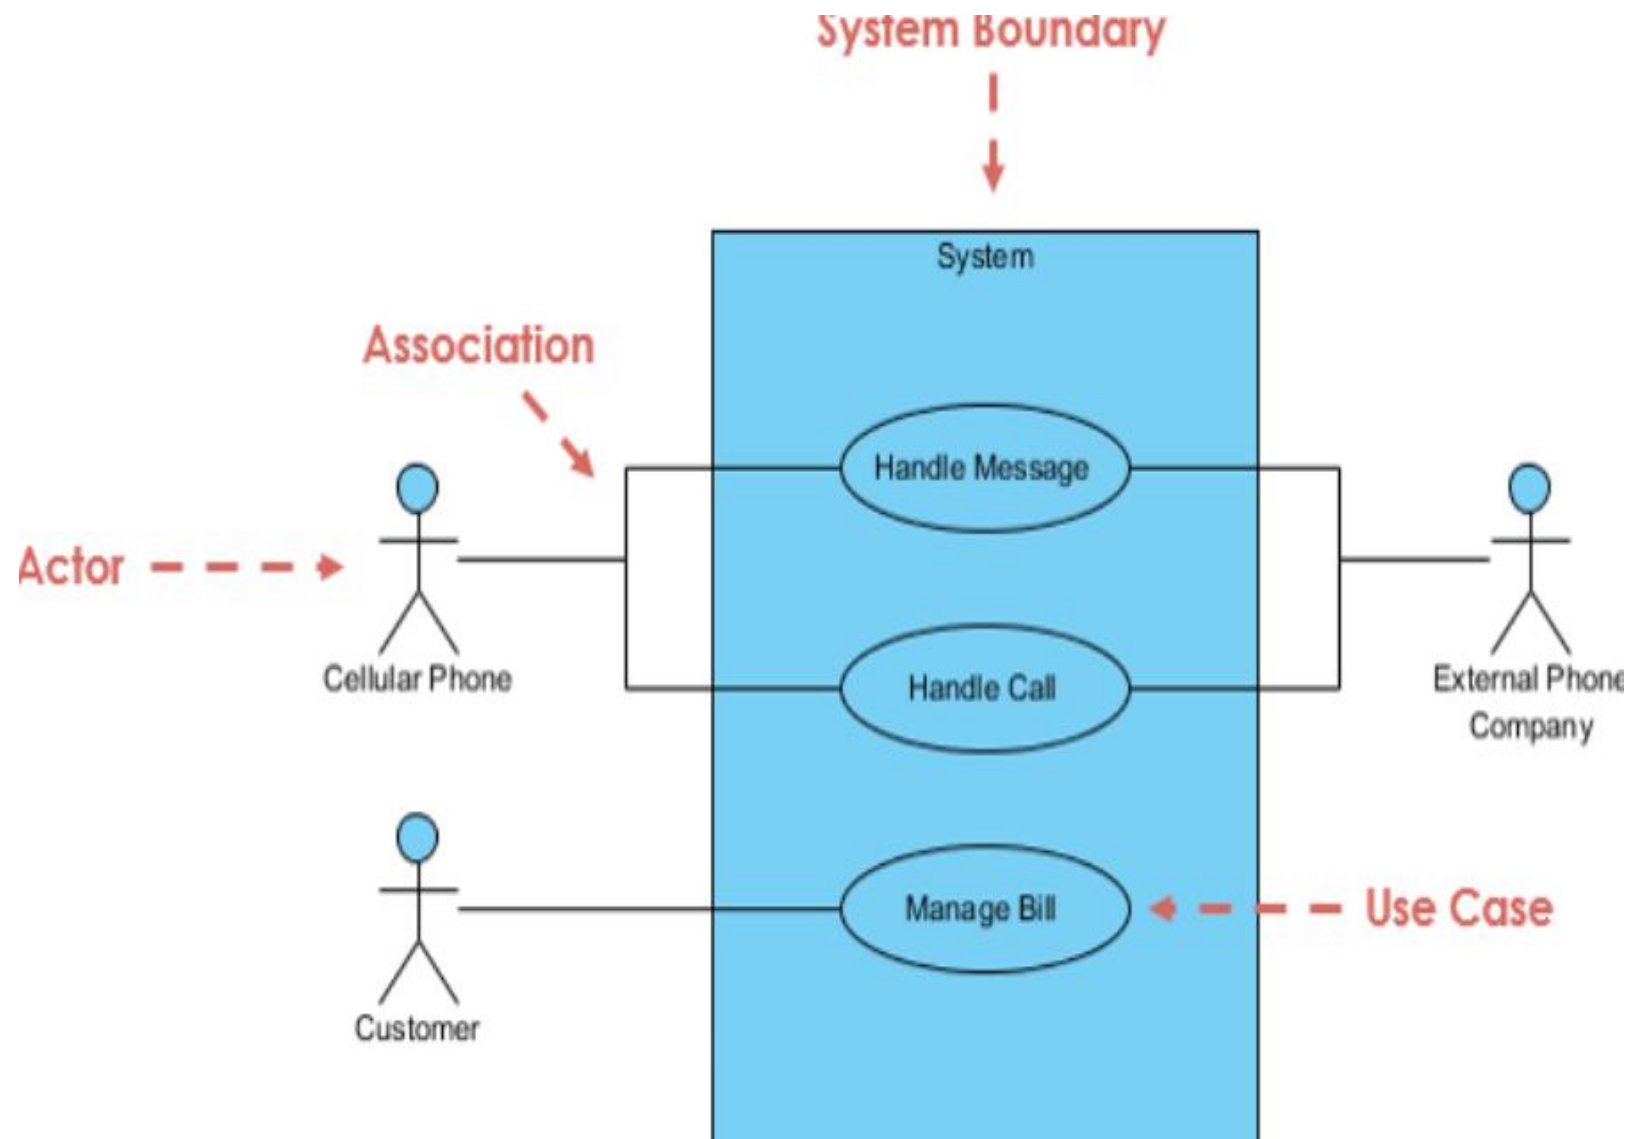 System Boundary
System
Association
Handle Message
Actor
Cellular Phone
Handle Call
External Phone
Company
Manage Bill
Use Case
Customer